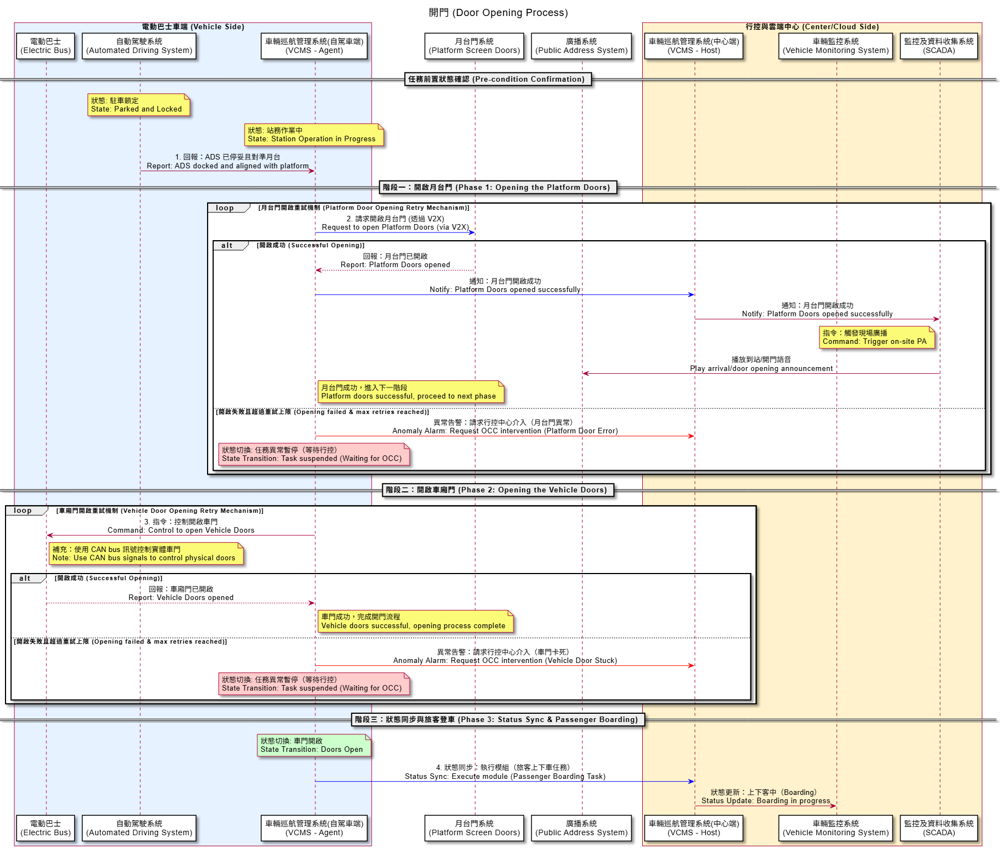 開門 (Door Opening Process)
電動巴士車端 (Vehicle Side)
行控與雲端中心 (Center/Cloud Side)
電動巴士
(Electric Bus)
自動駕駛系統
(Automated Driving System)
車輛巡航管理系統(自駕車端)
(VCMS - Agent)
月台門系統
(Platform Screen Doors)
廣播系統
(Public Address System)
車輛巡航管理系統(中心端)
(VCMS - Host)
車輛監控系統
(Vehicle Monitoring System)
監控及資料收集系統
(SCADA)
任務前置狀態確認 (Pre-condition Confirmation)
狀態: 駐車鎖定
State: Parked and Locked
狀態: 站務作業中
State: Station Operation in Progress
1. 回報：ADS 已停妥且對準月台
Report: ADS docked and aligned with platform
階段一：開啟月台門 (Phase 1: Opening the Platform Doors)
loop
[月台門開啟重試機制 (Platform Door Opening Retry Mechanism)]
2. 請求開啟月台門 (透過 V2X)
Request to open Platform Doors (via V2X)
alt
[開啟成功 (Successful Opening)]
回報：月台門已開啟
Report: Platform Doors opened
通知：月台門開啟成功
Notify: Platform Doors opened successfully
通知：月台門開啟成功
Notify: Platform Doors opened successfully
指令：觸發現場廣播
Command: Trigger on-site PA
播放到站/開門語音
Play arrival/door opening announcement
月台門成功，進入下一階段
Platform doors successful, proceed to next phase
[開啟失敗且超過重試上限 (Opening failed & max retries reached)]
異常告警：請求行控中心介入（月台門異常）
Anomaly Alarm: Request OCC intervention (Platform Door Error)
狀態切換: 任務異常暫停（等待行控）
State Transition: Task suspended (Waiting for OCC)
階段二：開啟車廂門 (Phase 2: Opening the Vehicle Doors)
loop
[車廂門開啟重試機制 (Vehicle Door Opening Retry Mechanism)]
3. 指令：控制開啟車門
Command: Control to open Vehicle Doors
補充：使用 CAN bus 訊號控制實體車門
Note: Use CAN bus signals to control physical doors
alt
[開啟成功 (Successful Opening)]
回報：車廂門已開啟
Report: Vehicle Doors opened
車門成功，完成開門流程
Vehicle doors successful, opening process complete
[開啟失敗且超過重試上限 (Opening failed & max retries reached)]
異常告警：請求行控中心介入（車門卡死）
Anomaly Alarm: Request OCC intervention (Vehicle Door Stuck)
狀態切換: 任務異常暫停（等待行控）
State Transition: Task suspended (Waiting for OCC)
階段三：狀態同步與旅客登車 (Phase 3: Status Sync & Passenger Boarding)
狀態切換: 車門開啟
State Transition: Doors Open
4. 狀態同步：執行模組（旅客上下車任務）
Status Sync: Execute module (Passenger Boarding Task)
狀態更新：上下客中（Boarding）
Status Update: Boarding in progress
電動巴士
(Electric Bus)
自動駕駛系統
(Automated Driving System)
車輛巡航管理系統(自駕車端)
(VCMS - Agent)
月台門系統
(Platform Screen Doors)
廣播系統
(Public Address System)
車輛巡航管理系統(中心端)
(VCMS - Host)
車輛監控系統
(Vehicle Monitoring System)
監控及資料收集系統
(SCADA)